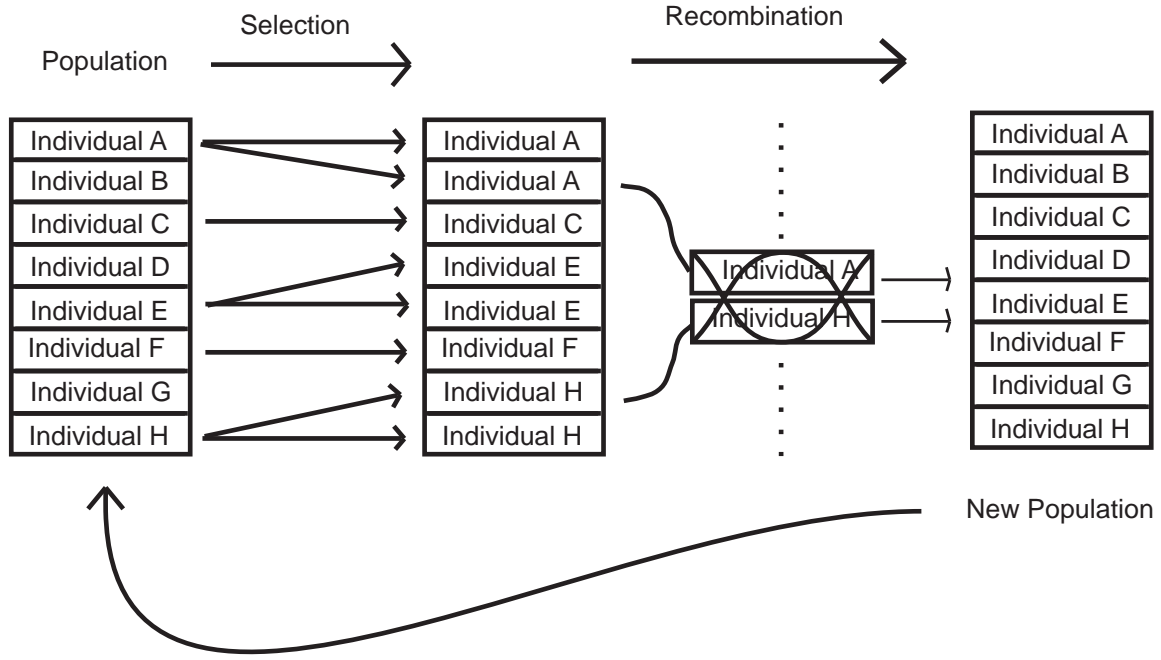 Selection
Recombination
Population
Individual A
Individual B
Individual C
Individual D
Individual E
Individual F
Individual G
Individual H
Individual A
Individual A
Individual C
Individual E
Individual E
Individual F
Individual H
Individual H
Individual A
Individual H
Individual A
Individual B
Individual C
Individual D
Individual E
Individual F
Individual G
Individual H
New Population